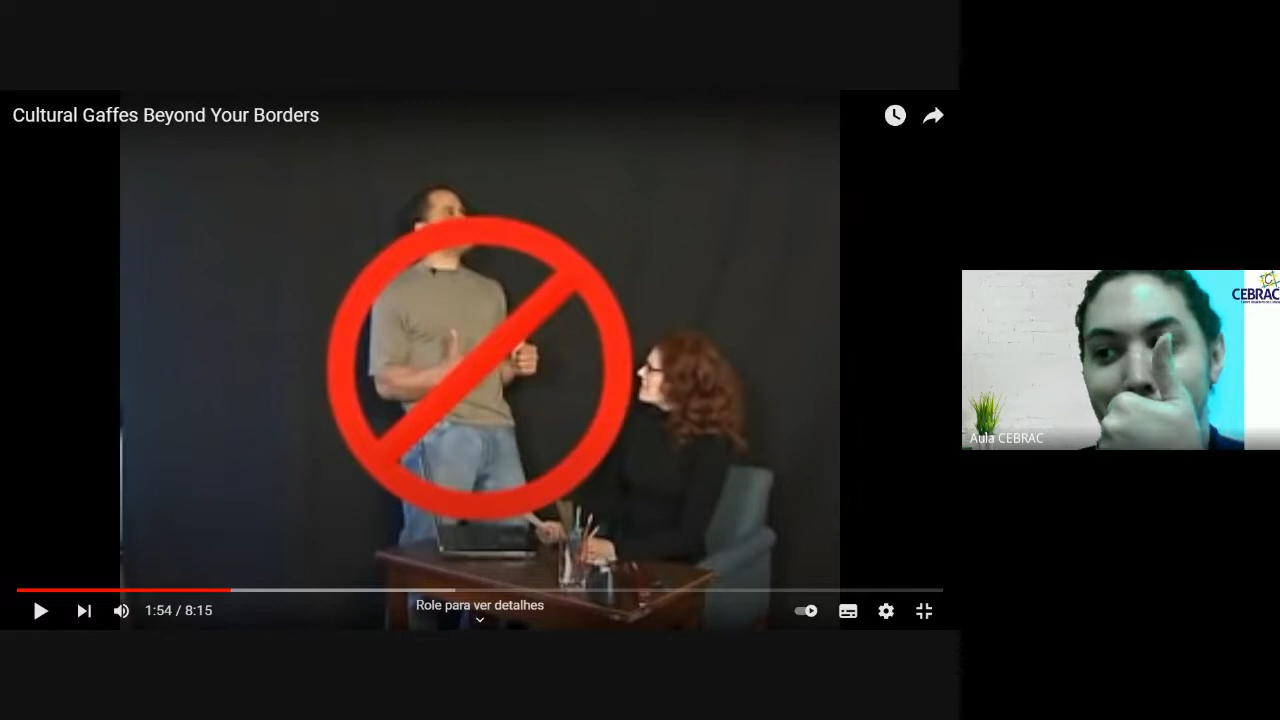 Cultural Gaffes Beyond Your Borders
CEBRAC
Aula CEBRAC
Role para ver detalhes
1:54 / 8:15